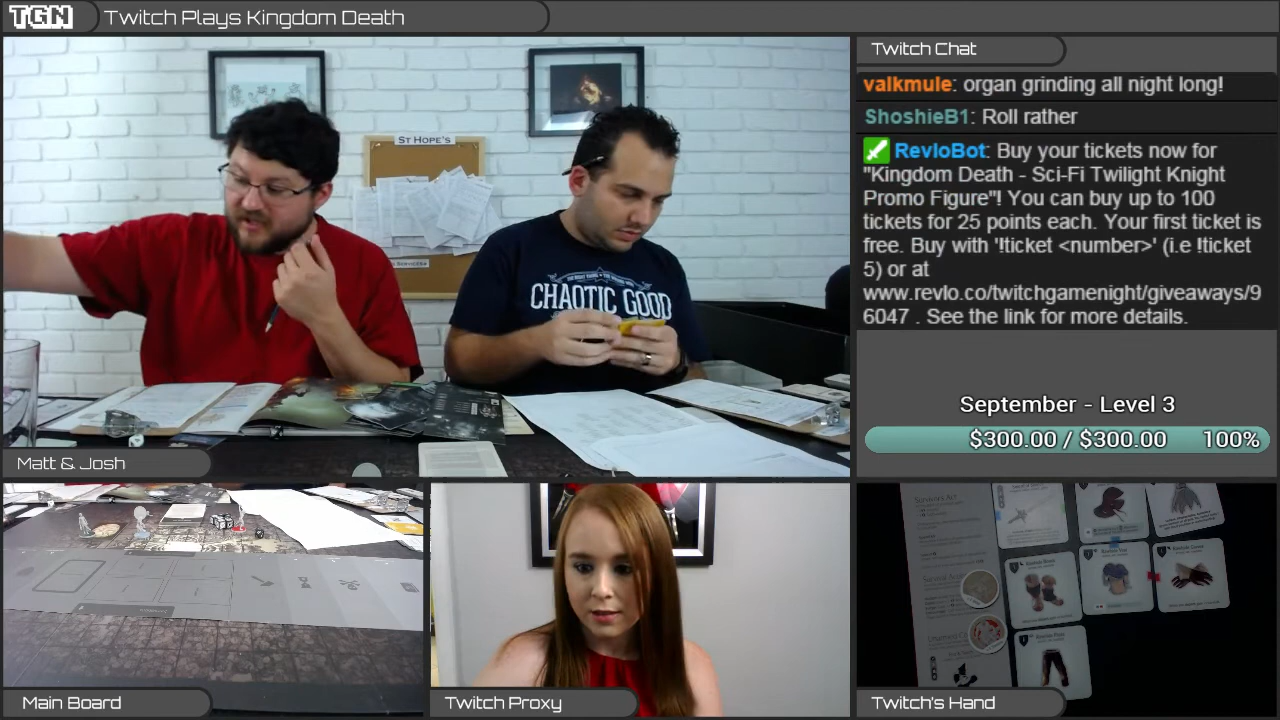 TGN
Twitch Plays Kingdom Death
Twitch Chat
valkmule: organ grinding all night long!
ShoshieB1: Roll rather
RevloBot: Buy your tickets now for
"Kingdom Death - Sci-Fi Twilight Knight
Promo Figure"! You can buy up to 100
tickets for 25 points each. Your first ticket is
free. Buy with '!ticket <number>' (i.e !ticket
5) or at
www.revlo.co/twitchgamenight/giveaways/9
6047 . See the link for more details.
ST HOPE'S
CHAOTIC GOOD
September - Level 3
$300.00 / $300.00 100%
Matt & Josh
Main Board
Twitch Proxy
Twitch's Hand